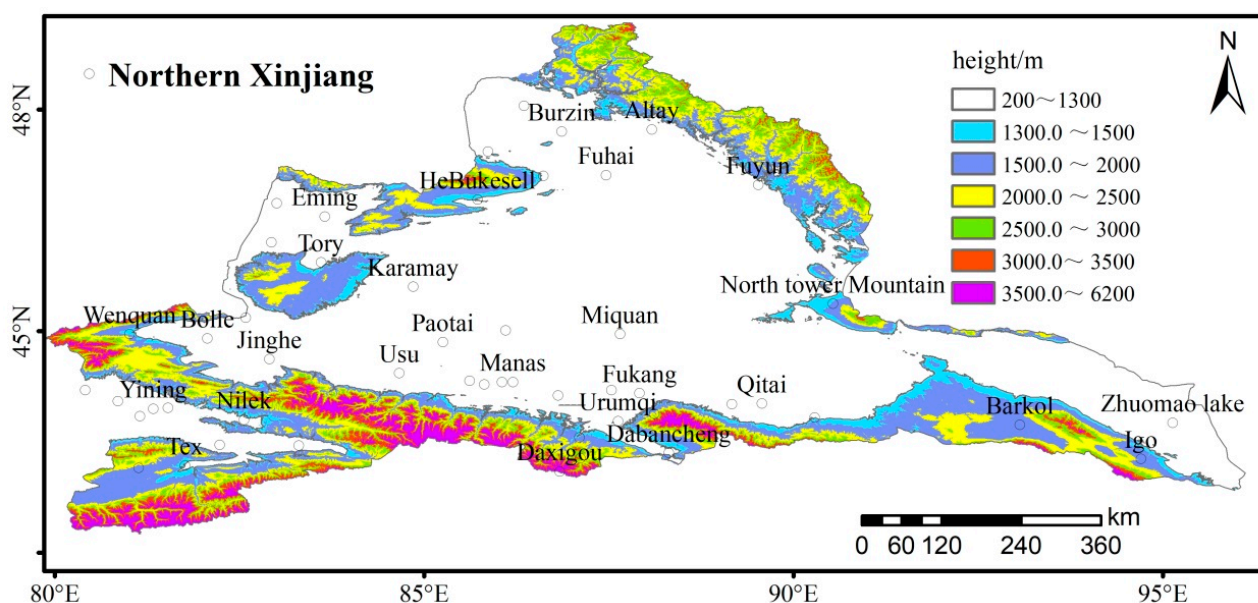 Northern Xinjiang
N
height/m
200～1300
1300.0 ～1500
1500.0 ～ 2000
2000.0 ～ 2500
2500.0 ～ 3000
3000.0～ 3500
3500.0～ 6200
48°N
45°N
Burzin
Altay
Fuhai
Fuyun
HeBukesell
Eming
Tory
Karamay
North tower Mountain
Wenquan
Bolle
Jinghe
Paotai
Miquan
Usu
Manas
Fukang
Qitai
Yining
Nilek
Urumqi
Barkol
Zhuomao lake
Dabancheng
Tex
Daxigou
Igo
km
0 60 120 240 360
80°E
85°E
90°E
95°E